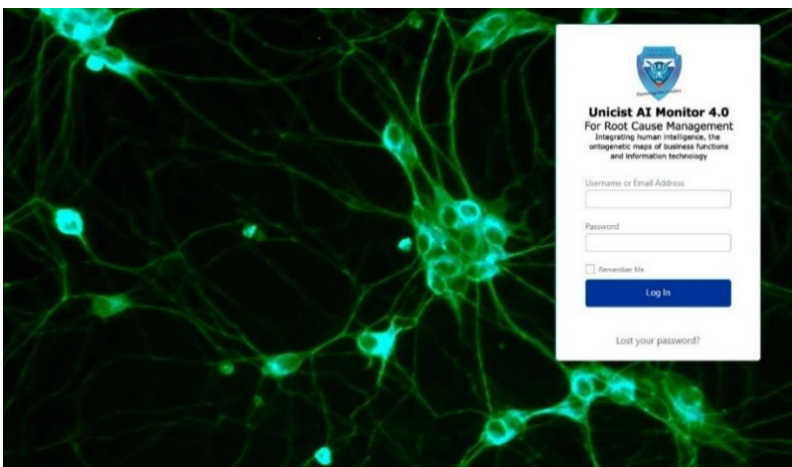 Unicist AI Monitor 4.0
For Root Cause Management
Integrating human intelligence, the
ontogenetic maps of business functions
and information technology
Username or Email Address
Password
Remember Me
Log In
Lost your password?